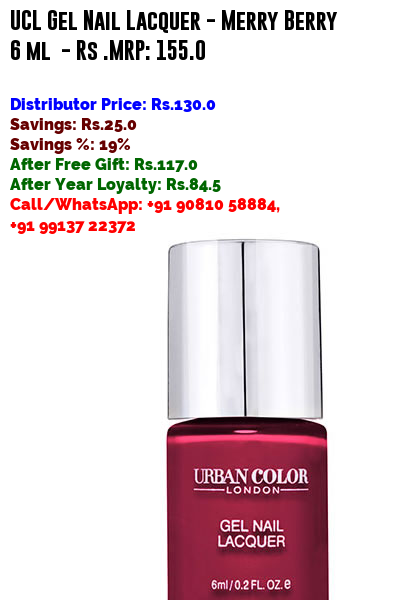 UCL Gel Nail Lacquer - Merry Berry
6 ml - Rs .MRP: 155.0
Distributor Price: Rs.130.0
Savings: Rs.25.0
Savings %: 19%
After Free Gift: Rs.117.0
After Year Loyalty: Rs.84.5
Call/WhatsApp: +91 90810 58884,
+91 99137 22372
URBAN COLOR
LONDON
GEL NAIL
LACQUER
6ml/0.2 FL. OZ.e